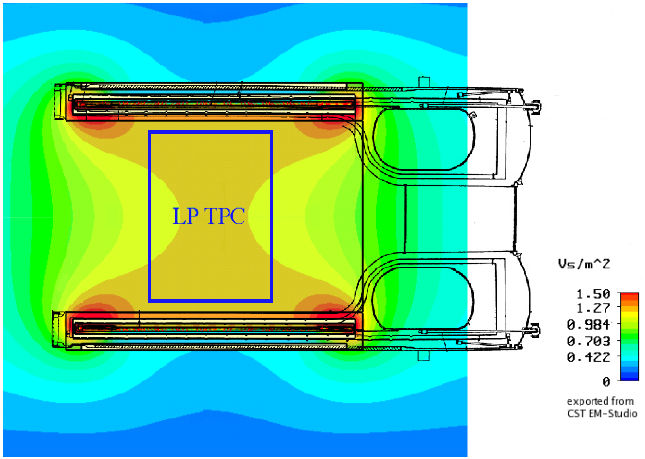 LP TPC
Vs/m^2
1.50
1.27
0.984
0.703
0.422
0
exported from
CST EM-Studio